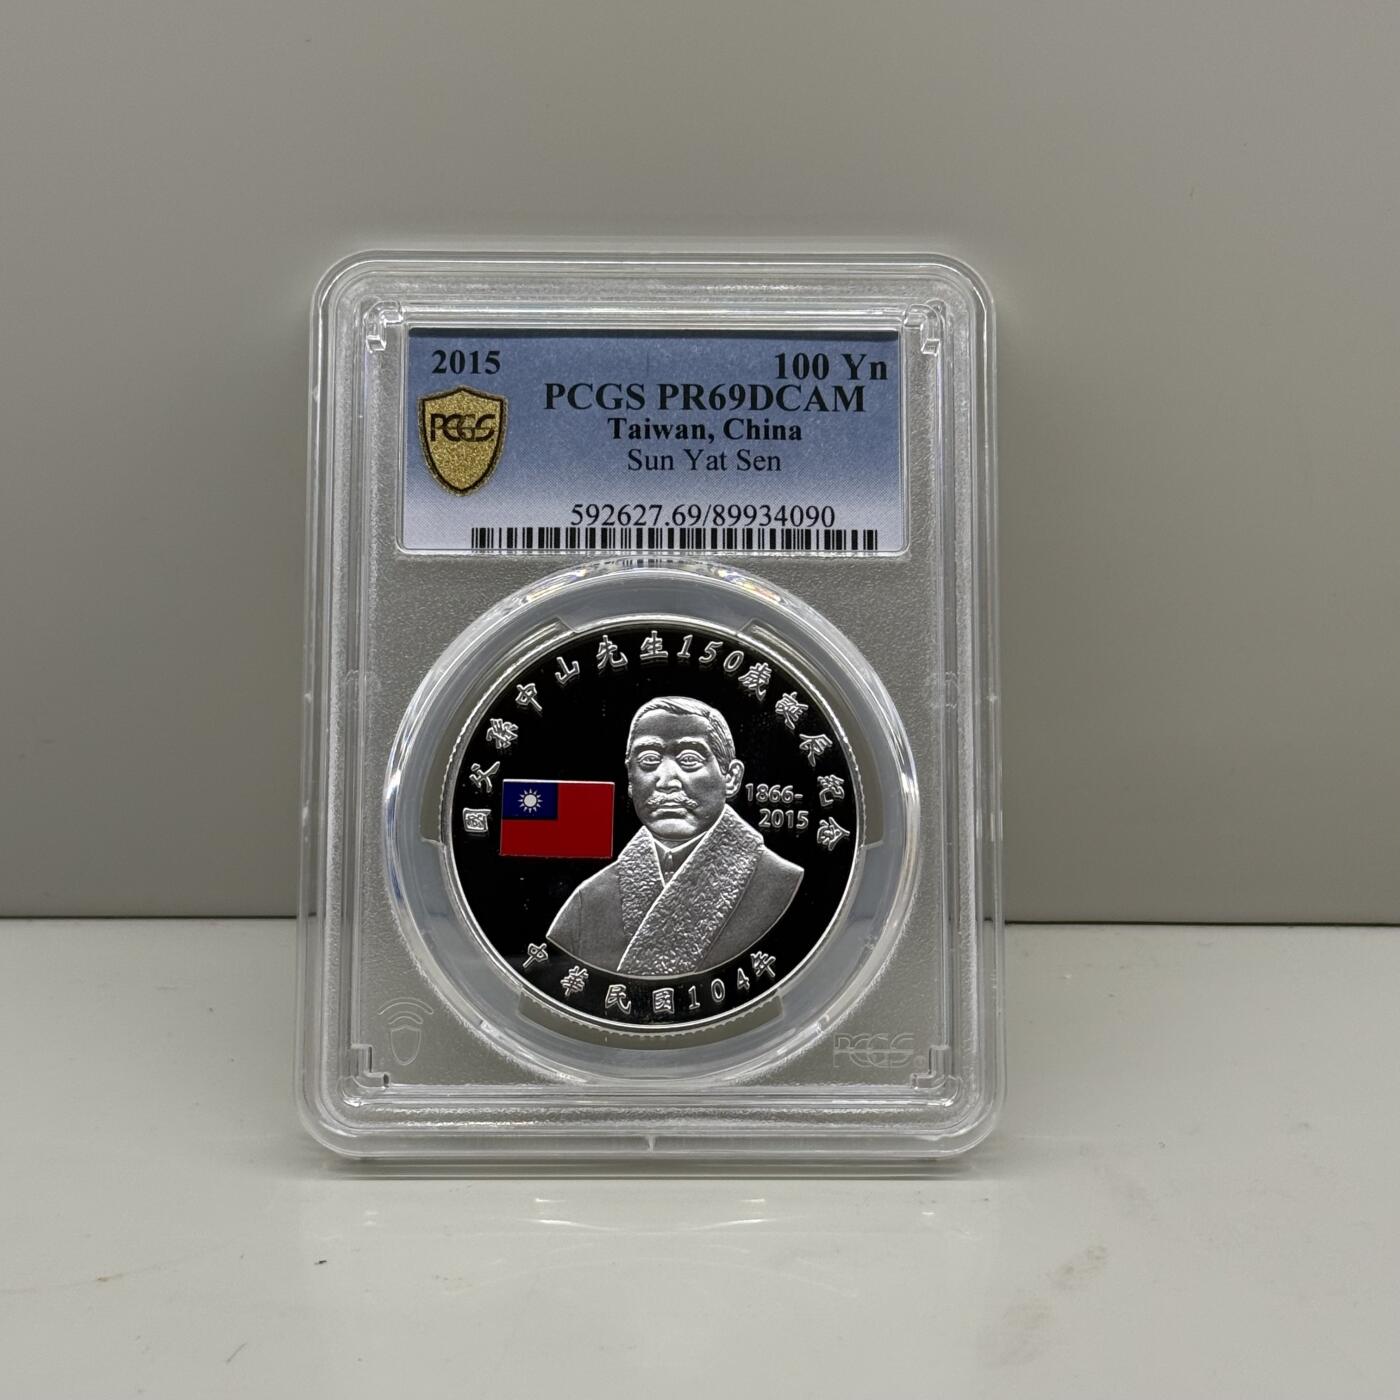 2015
100 Yn
PCGS
PCGS PR69DCAM
Taiwan, China
Sun Yat Sen
592627.69/89934090
國父孫中山先生150歲誕辰紀念
1866-
2015
中華民國104年
PCGS